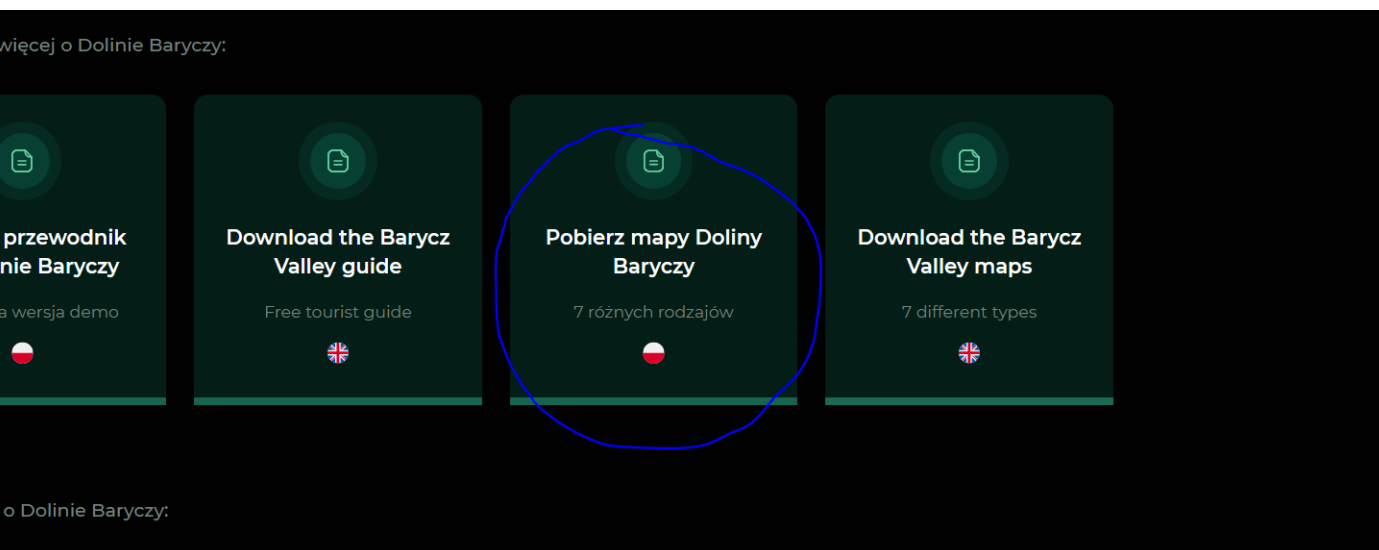 więcej o Dolinie Baryczy:
przewodnik
nie Baryczy
a wersja demo
Download the Barycz
Valley guide
Free tourist guide
Pobierz mapy Doliny
Baryczy
7 różnych rodzajów
Download the Barycz
Valley maps
7 different types
o Dolinie Baryczy: